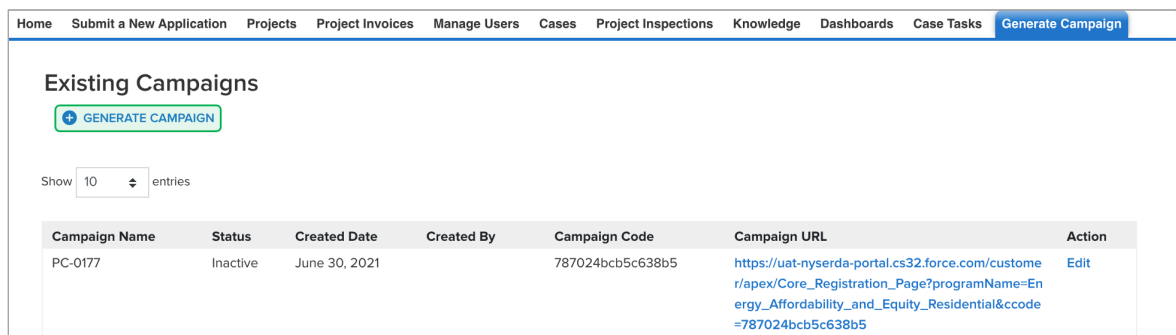 Home Submit a New Application Projects Project Invoices Manage Users Cases Project Inspections Knowledge Dashboards Case Tasks Generate Campaign
Existing Campaigns
GENERATE CAMPAIGN
Show 10 entries
Campaign Name Status Created Date Created By Campaign Code Campaign URL Action
PC-0177 Inactive June 30, 2021 787024bcb5c638b5 https://uat-nyserda-portal.cs32.force.com/custome Edit
r/apex/Core_Registration_Page?programName=En
ergy_Affordability_and_Equity_Residential&ccode
=787024bcb5c638b5